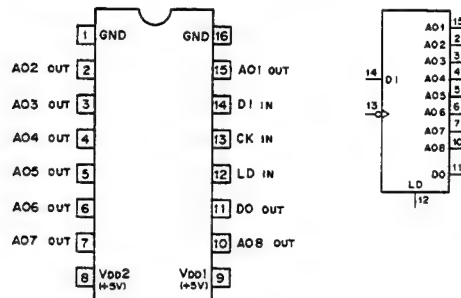 1 GND GND 16
AO2 OUT 2 15 AO1 OUT
AO3 OUT 3 14 DI IN
AO4 OUT 4 13 CK IN
AO5 OUT 5 12 LD IN
AO6 OUT 6 11 DO OUT
AO7 OUT 7 10 AO8 OUT
8 VDD2 VDD1 9
(+5V) (+5V)
AO1 15
AO2 2
AO3 3
14 DI AO4 4
AO5 5
13 AO6 6
AO7 7
AO8 10
DO 11
LD
12